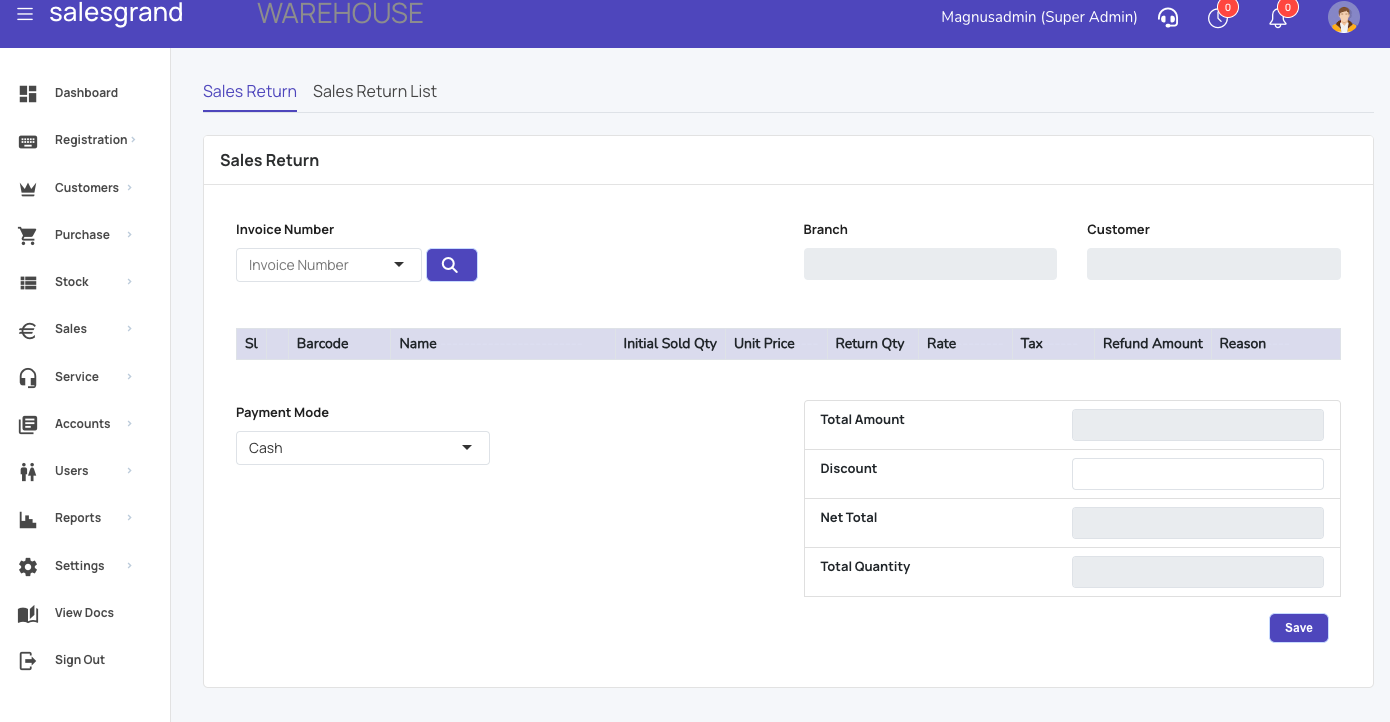 salesgrand
WAREHOUSE
Magnusadmin (Super Admin)
0
0
Dashboard
Registration
Customers
Purchase
Stock
Sales
Service
Accounts
Users
Reports
Settings
View Docs
Sign Out
Sales Return Sales Return List
Sales Return
Invoice Number Branch Customer
Invoice Number
Sl Barcode Name Initial Sold Qty Unit Price Return Qty Rate Tax Refund Amount Reason
Payment Mode
Cash
Total Amount
Discount
Net Total
Total Quantity
Save